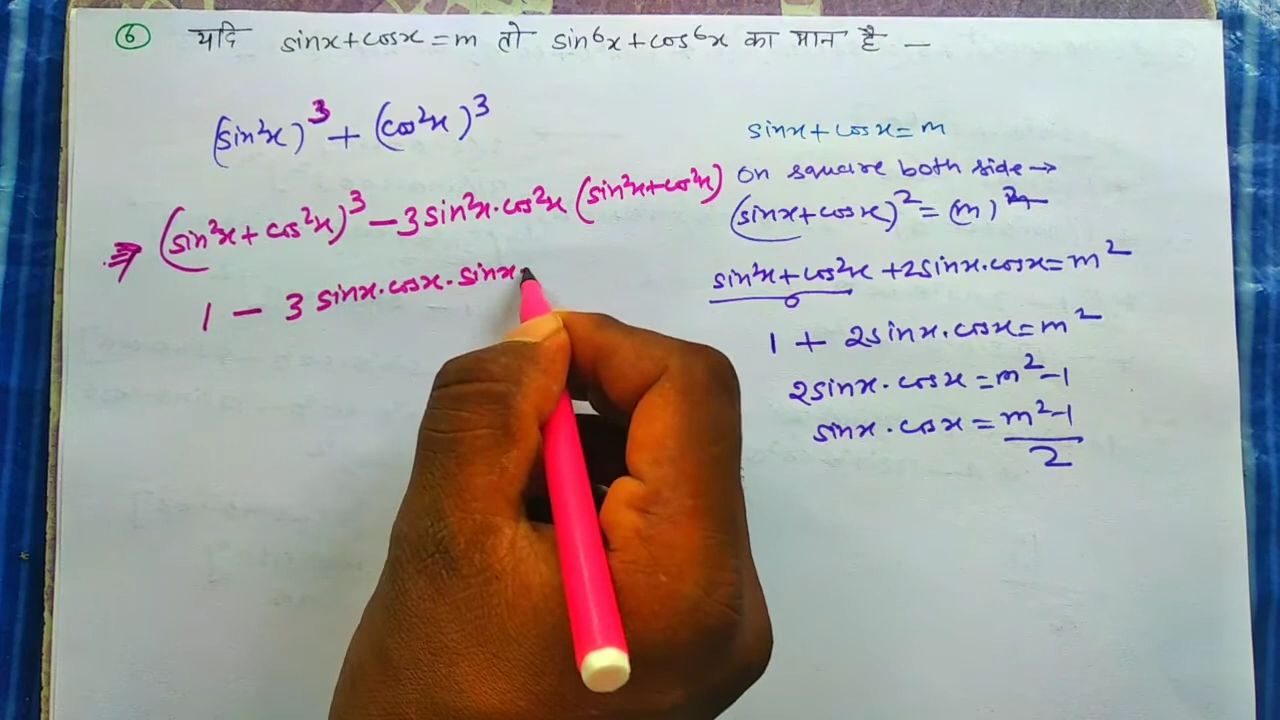 ⑥ यदि sinx+cosx=m तो sin⁶x+cos⁶x का मान है —
(sin²x)³+(cos²x)³
⇒ (sin²x+cos²x)³−3sin²x·cos²x(sin²x+cos²x)
1 − 3 sinx·cosx·sinx
sinx+cosx=m
on square both side→
(sinx+cosx)²=(m)²
sin²x+cos²x+2sinx·cosx=m²
1 + 2sinx·cosx=m²
2sinx·cosx=m²−1
sinx·cosx=m²−1
2